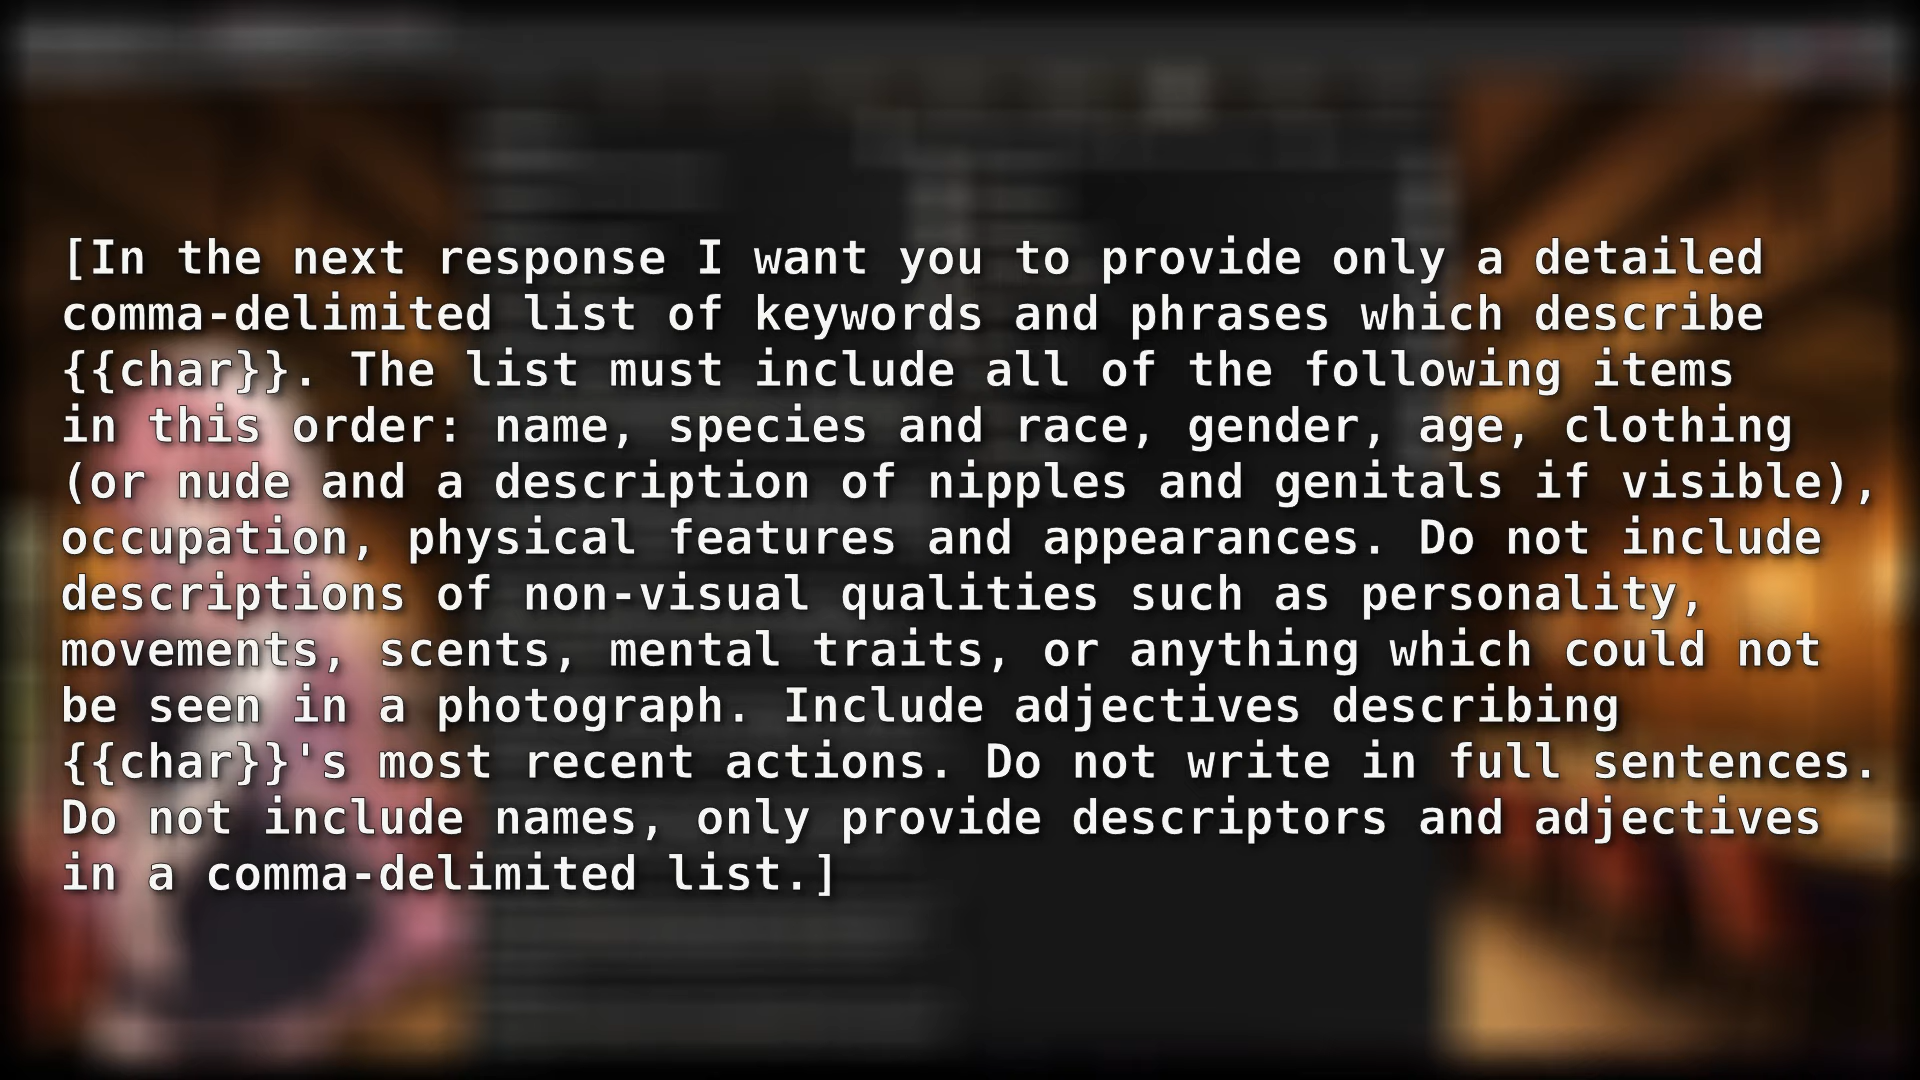 [In the next response I want you to provide only a detailed
comma-delimited list of keywords and phrases which describe
{{char}}. The list must include all of the following items
in this order: name, species and race, gender, age, clothing
(or nude and a description of nipples and genitals if visible),
occupation, physical features and appearances. Do not include
descriptions of non-visual qualities such as personality,
movements, scents, mental traits, or anything which could not
be seen in a photograph. Include adjectives describing
{{char}}'s most recent actions. Do not write in full sentences.
Do not include names, only provide descriptors and adjectives
in a comma-delimited list.]